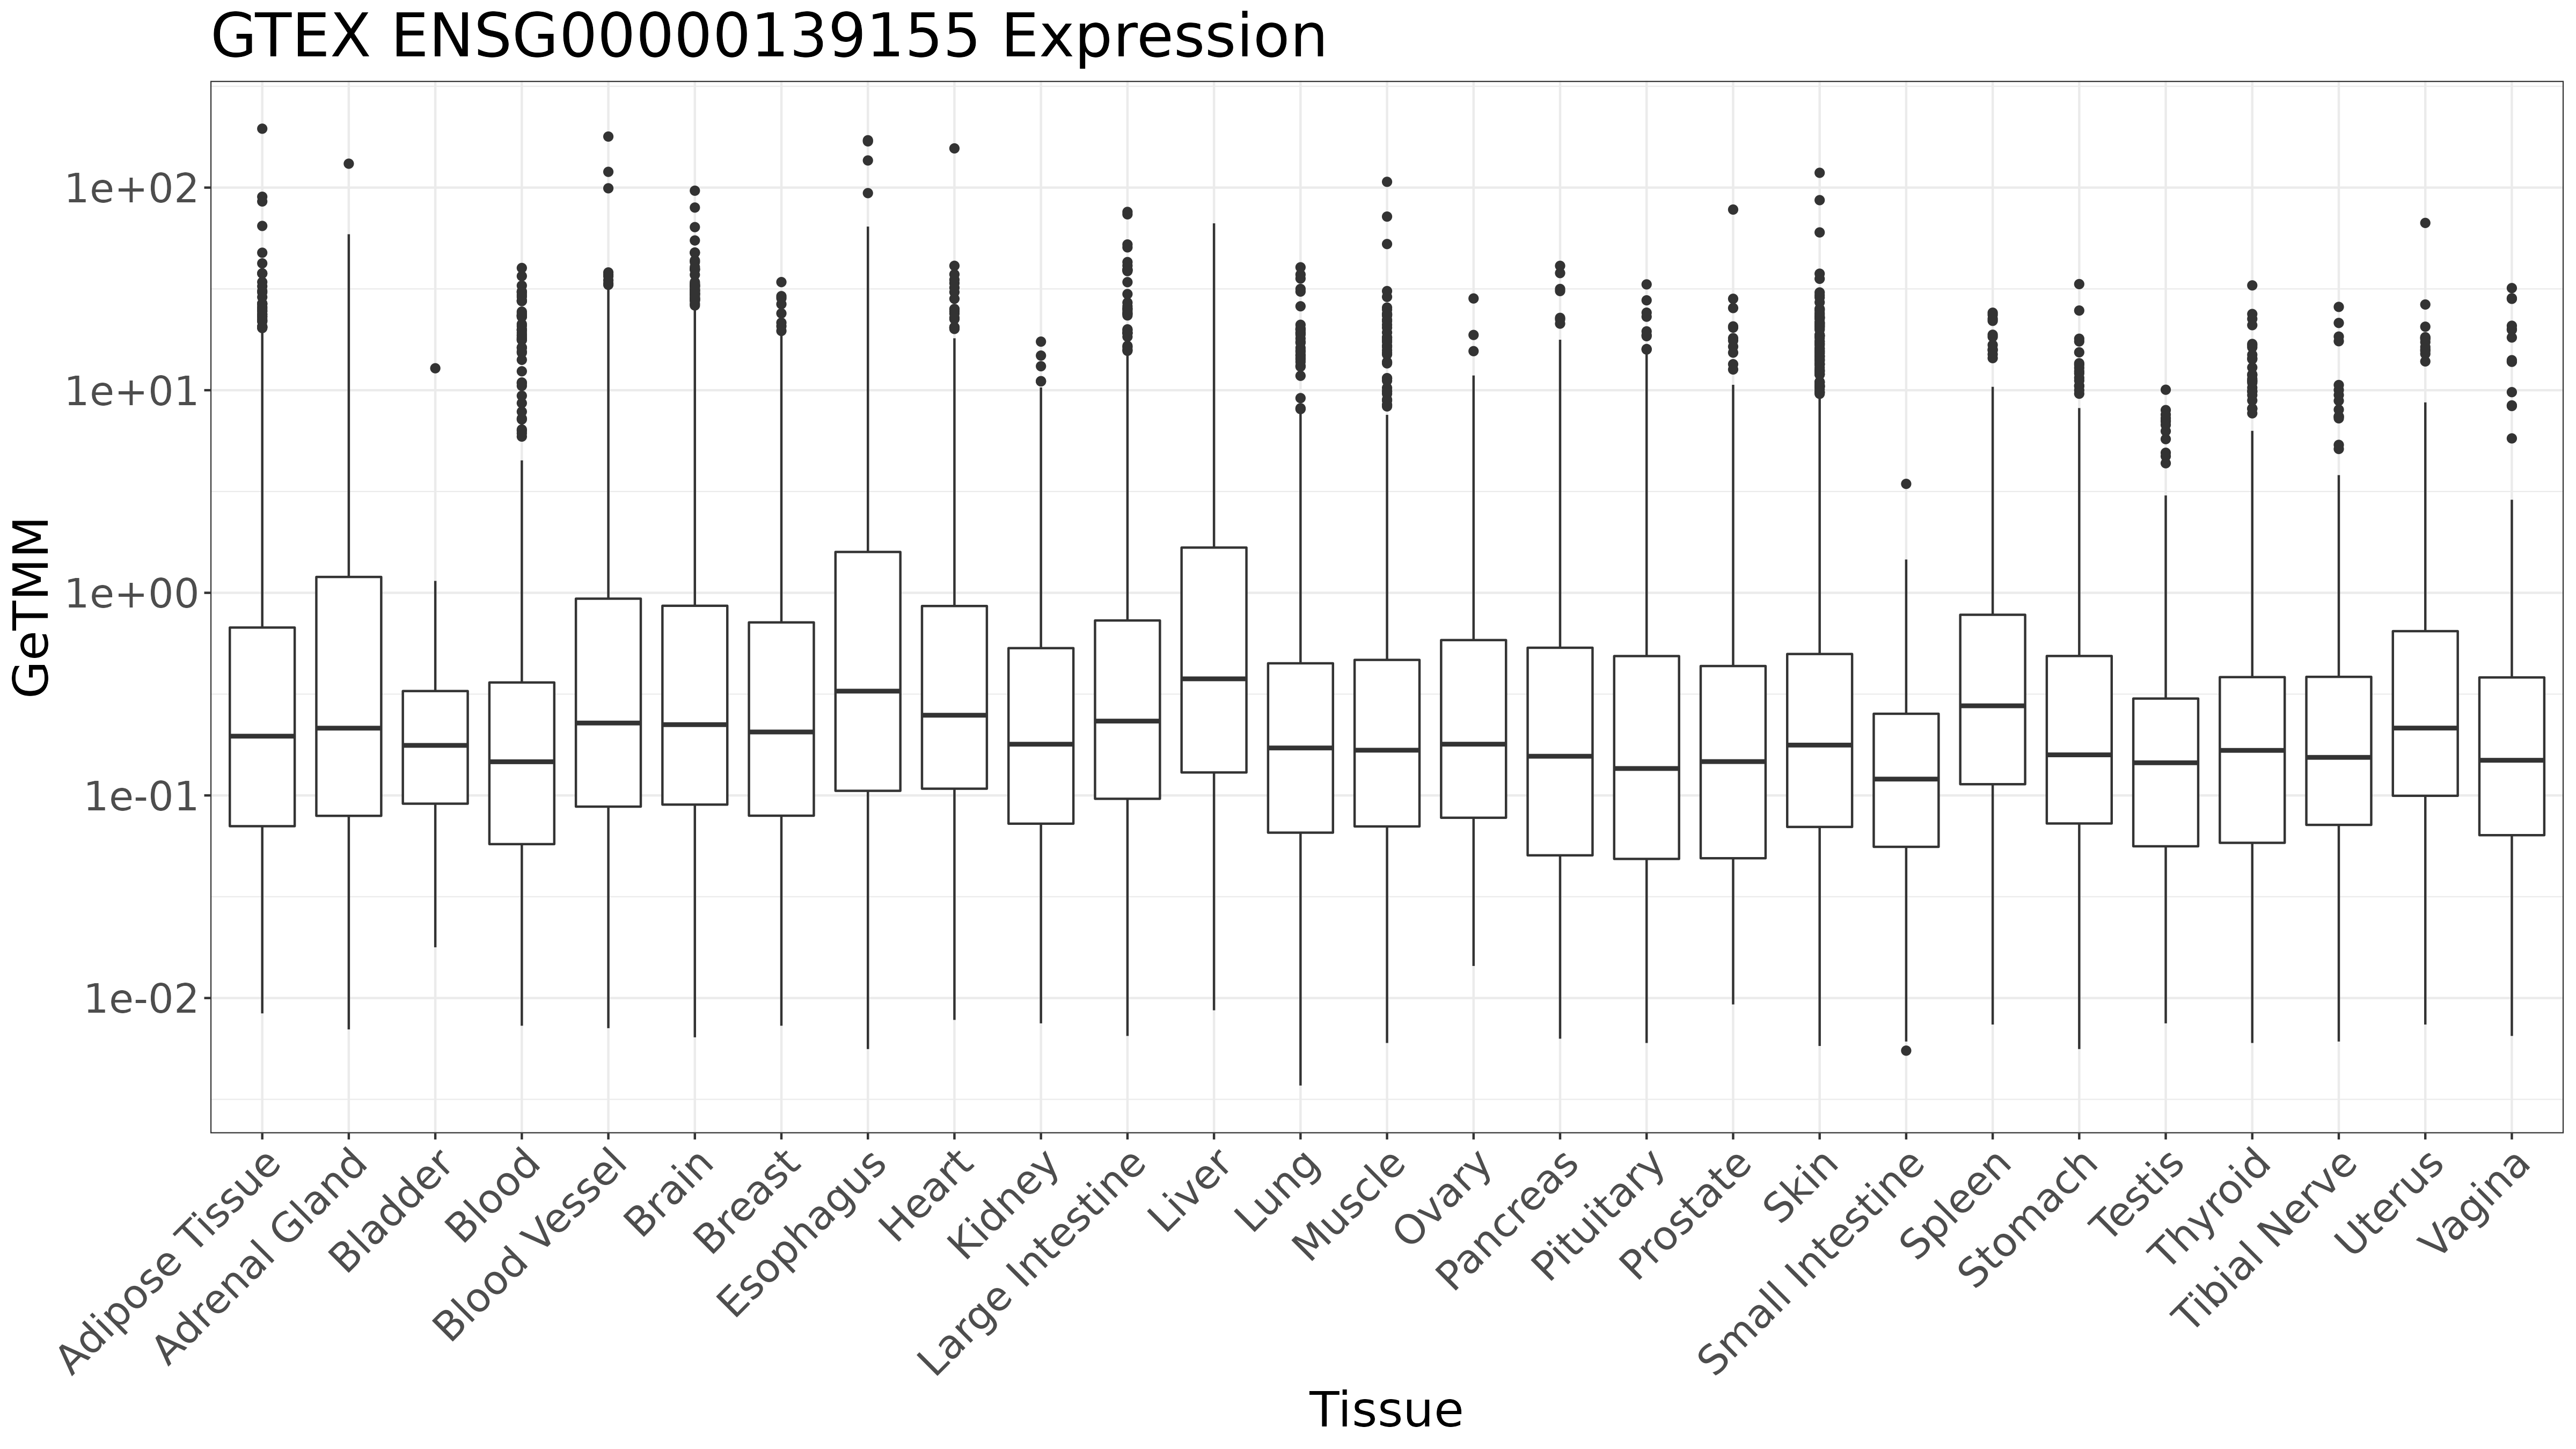 GTEX ENSG00000139155 Expression
GeTMM
1e+02
1e+01
1e+00
1e-01
1e-02
Adipose Tissue
Adrenal Gland
Bladder
Blood
Blood Vessel
Brain
Breast
Esophagus
Heart
Kidney
Large Intestine
Liver
Lung
Muscle
Ovary
Pancreas
Pituitary
Prostate
Skin
Small Intestine
Spleen
Stomach
Testis
Thyroid
Tibial Nerve
Uterus
Vagina
Tissue